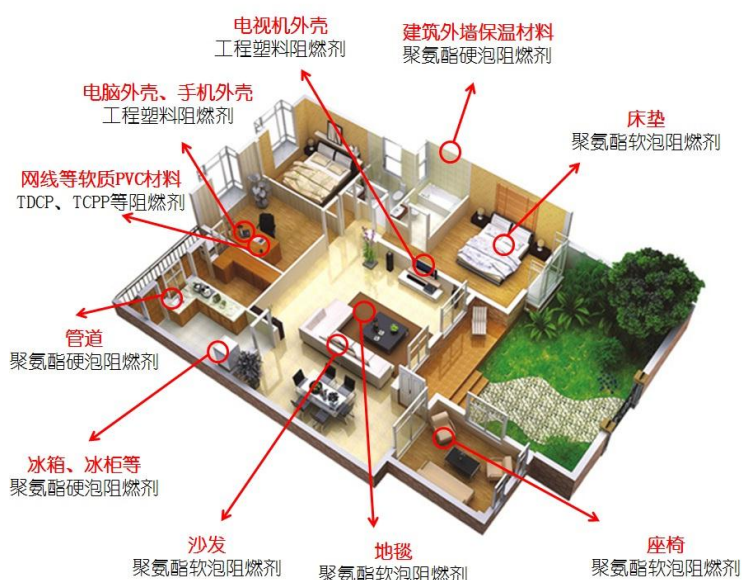 电视机外壳
工程塑料阻燃剂
建筑外墙保温材料
聚氨酯硬泡阻燃剂
电脑外壳、手机外壳
工程塑料阻燃剂
床垫
聚氨酯软泡阻燃剂
网线等软质PVC材料
TDCP、TCPP等阻燃剂
管道
聚氨酯硬泡阻燃剂
冰箱、冰柜等
聚氨酯硬泡阻燃剂
沙发
聚氨酯软泡阻燃剂
地毯
聚氨酯软泡阻燃剂
座椅
聚氨酯软泡阻燃剂